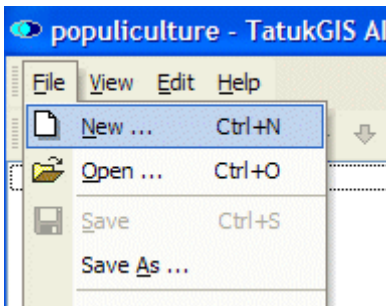 populiculture - TatukGIS
File View Edit Help
New ... Ctrl+N
Open ... Ctrl+O
Save Ctrl+S
Save As ...